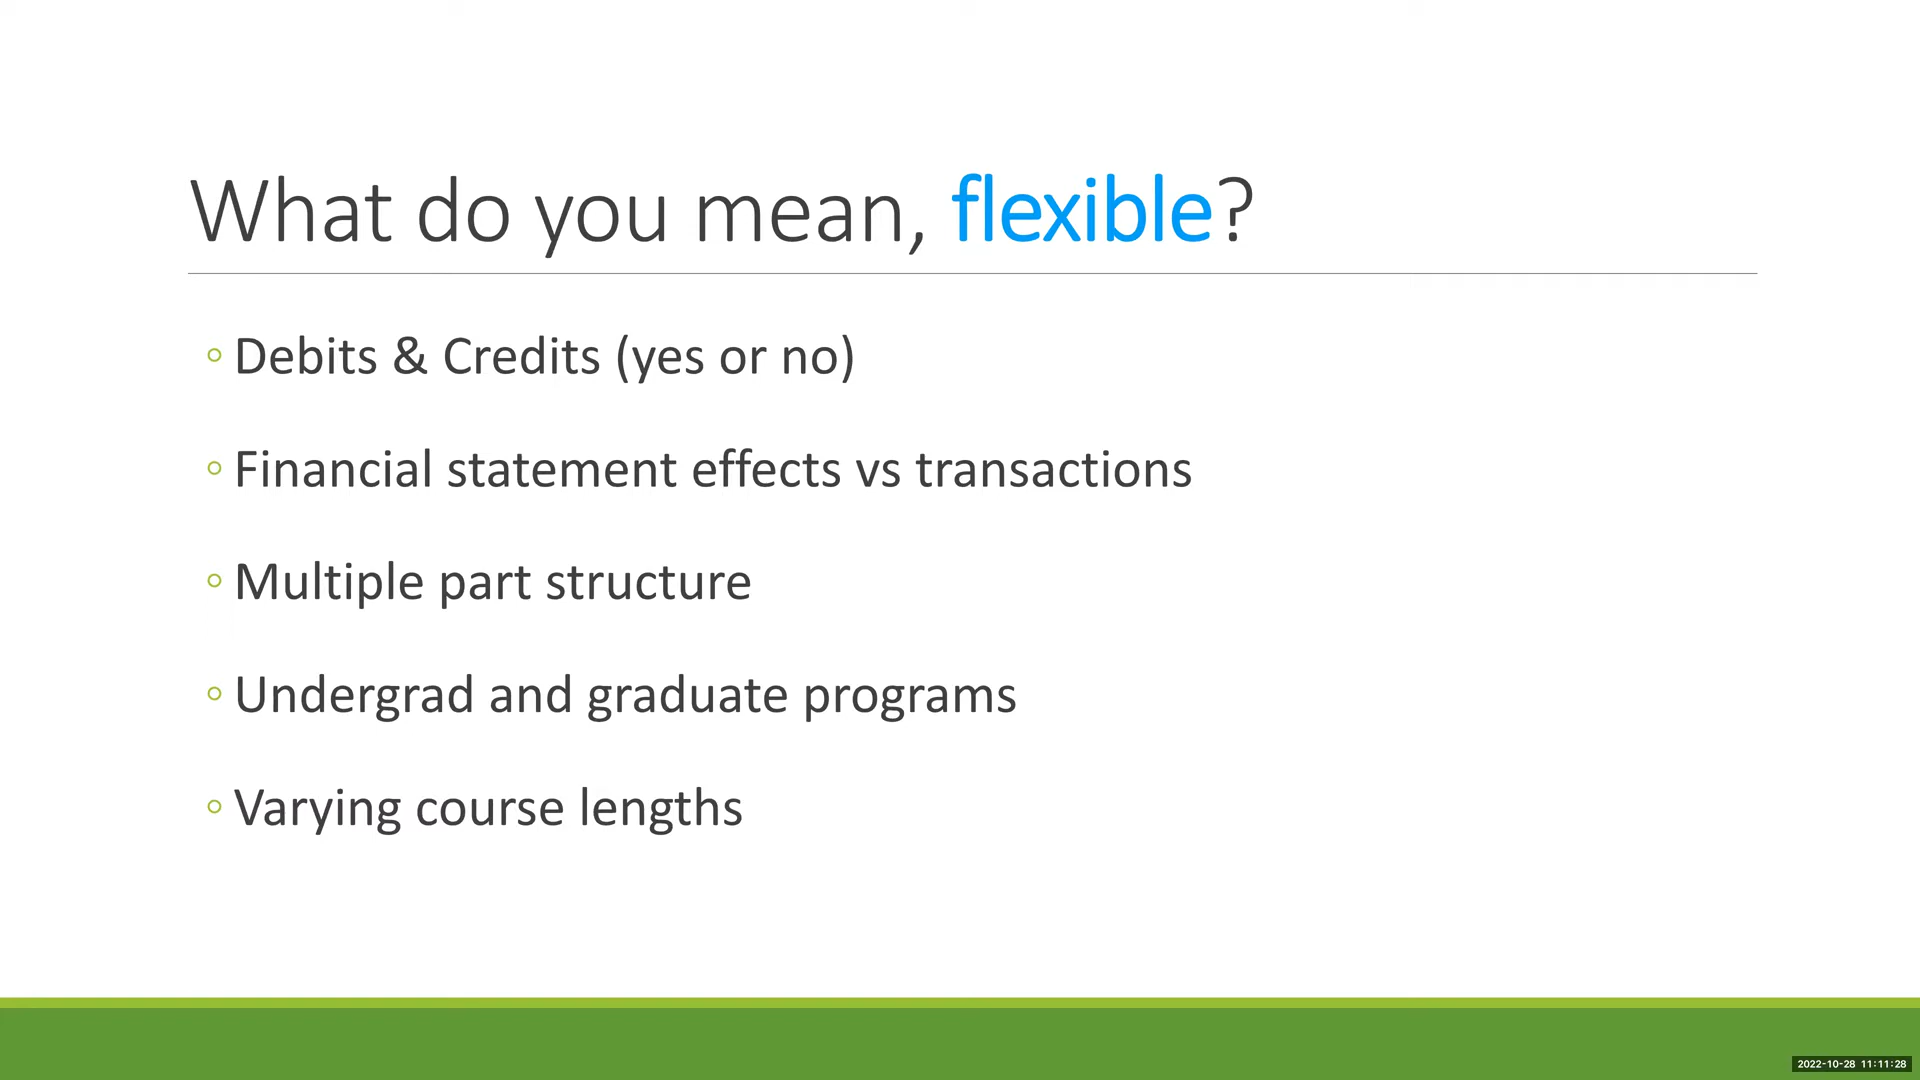 What do you mean, flexible?
◦ Debits & Credits (yes or no)
◦ Financial statement effects vs transactions
◦ Multiple part structure
◦ Undergrad and graduate programs
◦ Varying course lengths
2022-10-28 11:11:28